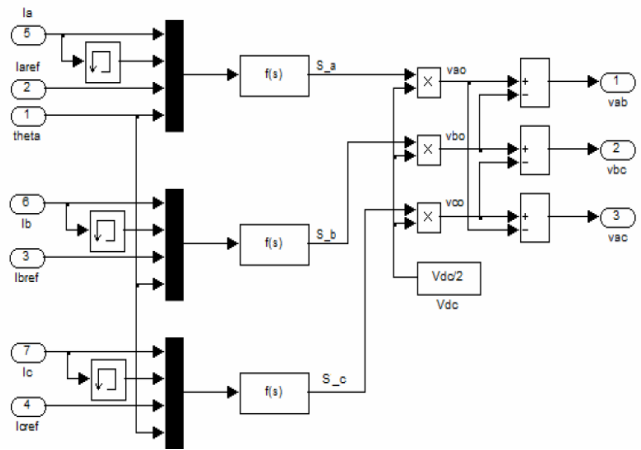 Ia
5
Iaref
2
1
theta
f(s)
S_a
×
vao
+
−
1
vab
6
Ib
3
Ibref
f(s)
S_b
×
vbo
+
−
2
vbc
7
Ic
4
Icref
f(s)
S_c
×
vco
+
−
3
vac
Vdc/2
Vdc